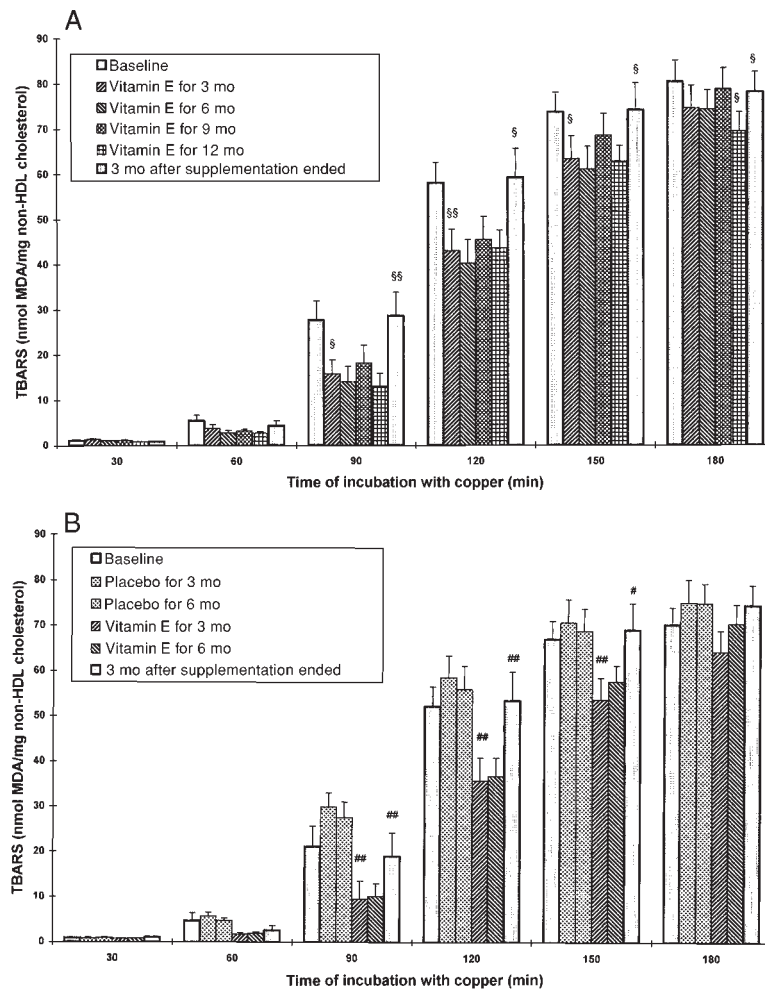 A
90
80
70
60
50
40
30
20
10
0
TBARS (nmol MDA/mg non-HDL cholesterol)
Baseline
Vitamin E for 3 mo
Vitamin E for 6 mo
Vitamin E for 9 mo
Vitamin E for 12 mo
3 mo after supplementation ended
§
§§
§§
§
§
§
§
§
30 60 90 120 150 180
Time of incubation with copper (min)
B
90
80
70
60
50
40
30
20
10
0
TBARS (nmol MDA/mg non-HDL cholesterol)
Baseline
Placebo for 3 mo
Placebo for 6 mo
Vitamin E for 3 mo
Vitamin E for 6 mo
3 mo after supplementation ended
##
##
##
##
##
#
30 60 90 120 150 180
Time of incubation with copper (min)